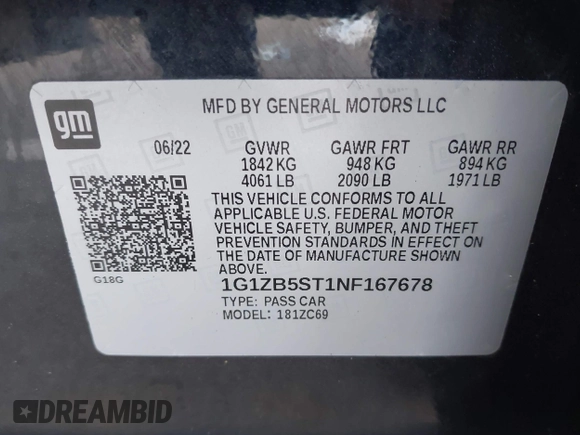 gm
MFD BY GENERAL MOTORS LLC
06/22 GVWR GAWR FRT GAWR RR
1842 KG 948 KG 894 KG
4061 LB 2090 LB 1971 LB
THIS VEHICLE CONFORMS TO ALL
APPLICABLE U.S. FEDERAL MOTOR
VEHICLE SAFETY, BUMPER, AND THEFT
PREVENTION STANDARDS IN EFFECT ON
THE DATE OF MANUFACTURE SHOWN
ABOVE.
G18G
1G1ZB5ST1NF167678
TYPE: PASS CAR
MODEL: 181ZC69
DREAMBID